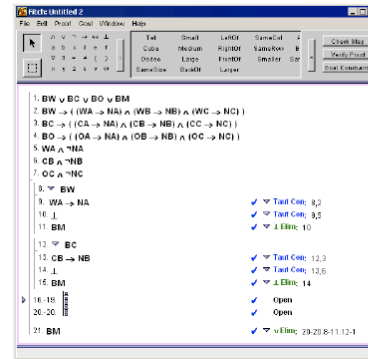 Fitch: Untitled 2
File Edit Proof Goal Window Help
∧ ∨ ¬ → ↔ ⊥
a b c d e f
∀ ∃ = ≠ ( )
Tet Small LeftOf SameCol
Cube Medium RightOf SameRow
Dodec Large FrontOf Smaller
SameSize BackOf Larger
Check Step
Verify Proof
Goal Constraints
1. BW ∨ BC ∨ BO ∨ BM
2. BW → ( (WA → NA) ∧ (WB → NB) ∧ (WC → NC) )
3. BC → ( (CA → NA) ∧ (CB → NB) ∧ (CC → NC) )
4. BO → ( (OA → NA) ∧ (OB → NB) ∧ (OC → NC) )
5. WA ∧ ¬NA
6. CB ∧ ¬NB
7. OC ∧ ¬NC
8. BW
9. WA → NA Taut Con: 8,2
10. ⊥ Taut Con: 9,5
11. BM ⊥ Elim: 10
12. BC
13. CB → NB Taut Con: 12,3
14. ⊥ Taut Con: 13,6
15. BM ⊥ Elim: 14
16.-19. Open
20.-20. Open
21. BM ∨ Elim: 20-20,8-11,12-1